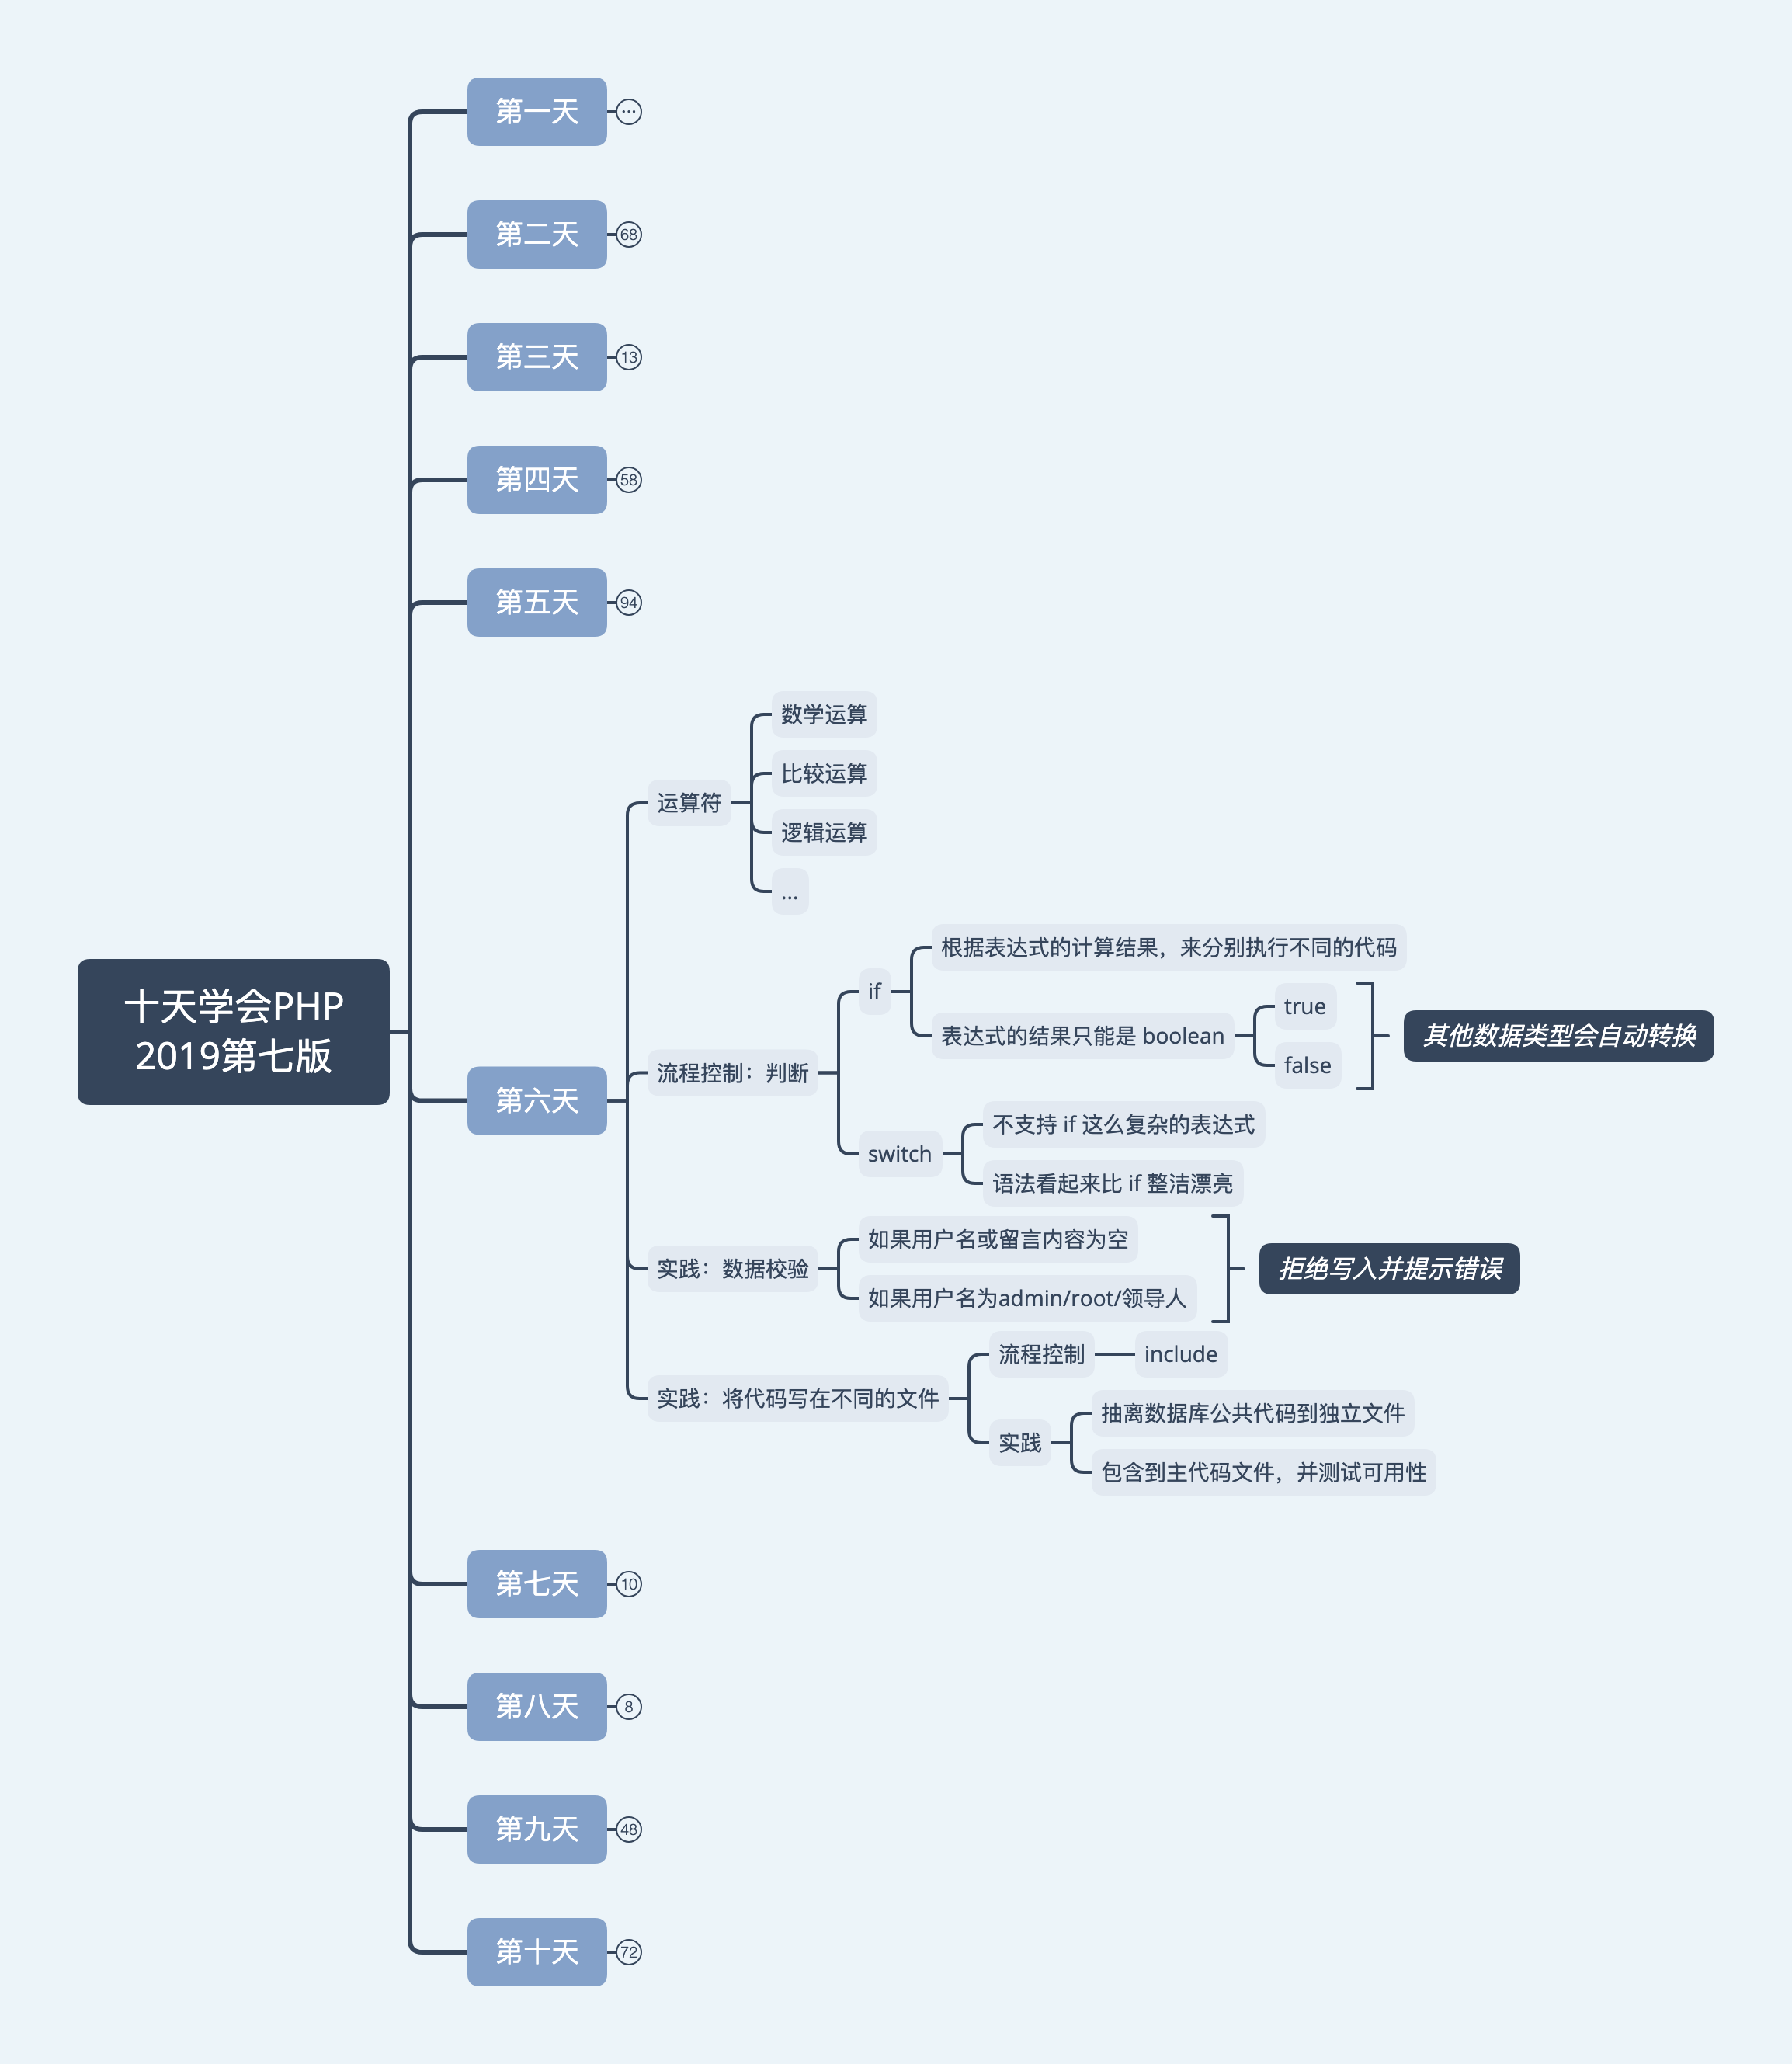 十天学会PHP
2019第七版
第一天
...
第二天
68
第三天
13
第四天
58
第五天
94
第六天
运算符
数学运算
比较运算
逻辑运算
...
流程控制：判断
if
根据表达式的计算结果，来分别执行不同的代码
表达式的结果只能是 boolean
true
false
其他数据类型会自动转换
switch
不支持 if 这么复杂的表达式
语法看起来比 if 整洁漂亮
实践：数据校验
如果用户名或留言内容为空
如果用户名为admin/root/领导人
拒绝写入并提示错误
实践：将代码写在不同的文件
流程控制
include
实践
抽离数据库公共代码到独立文件
包含到主代码文件，并测试可用性
第七天
10
第八天
8
第九天
48
第十天
72